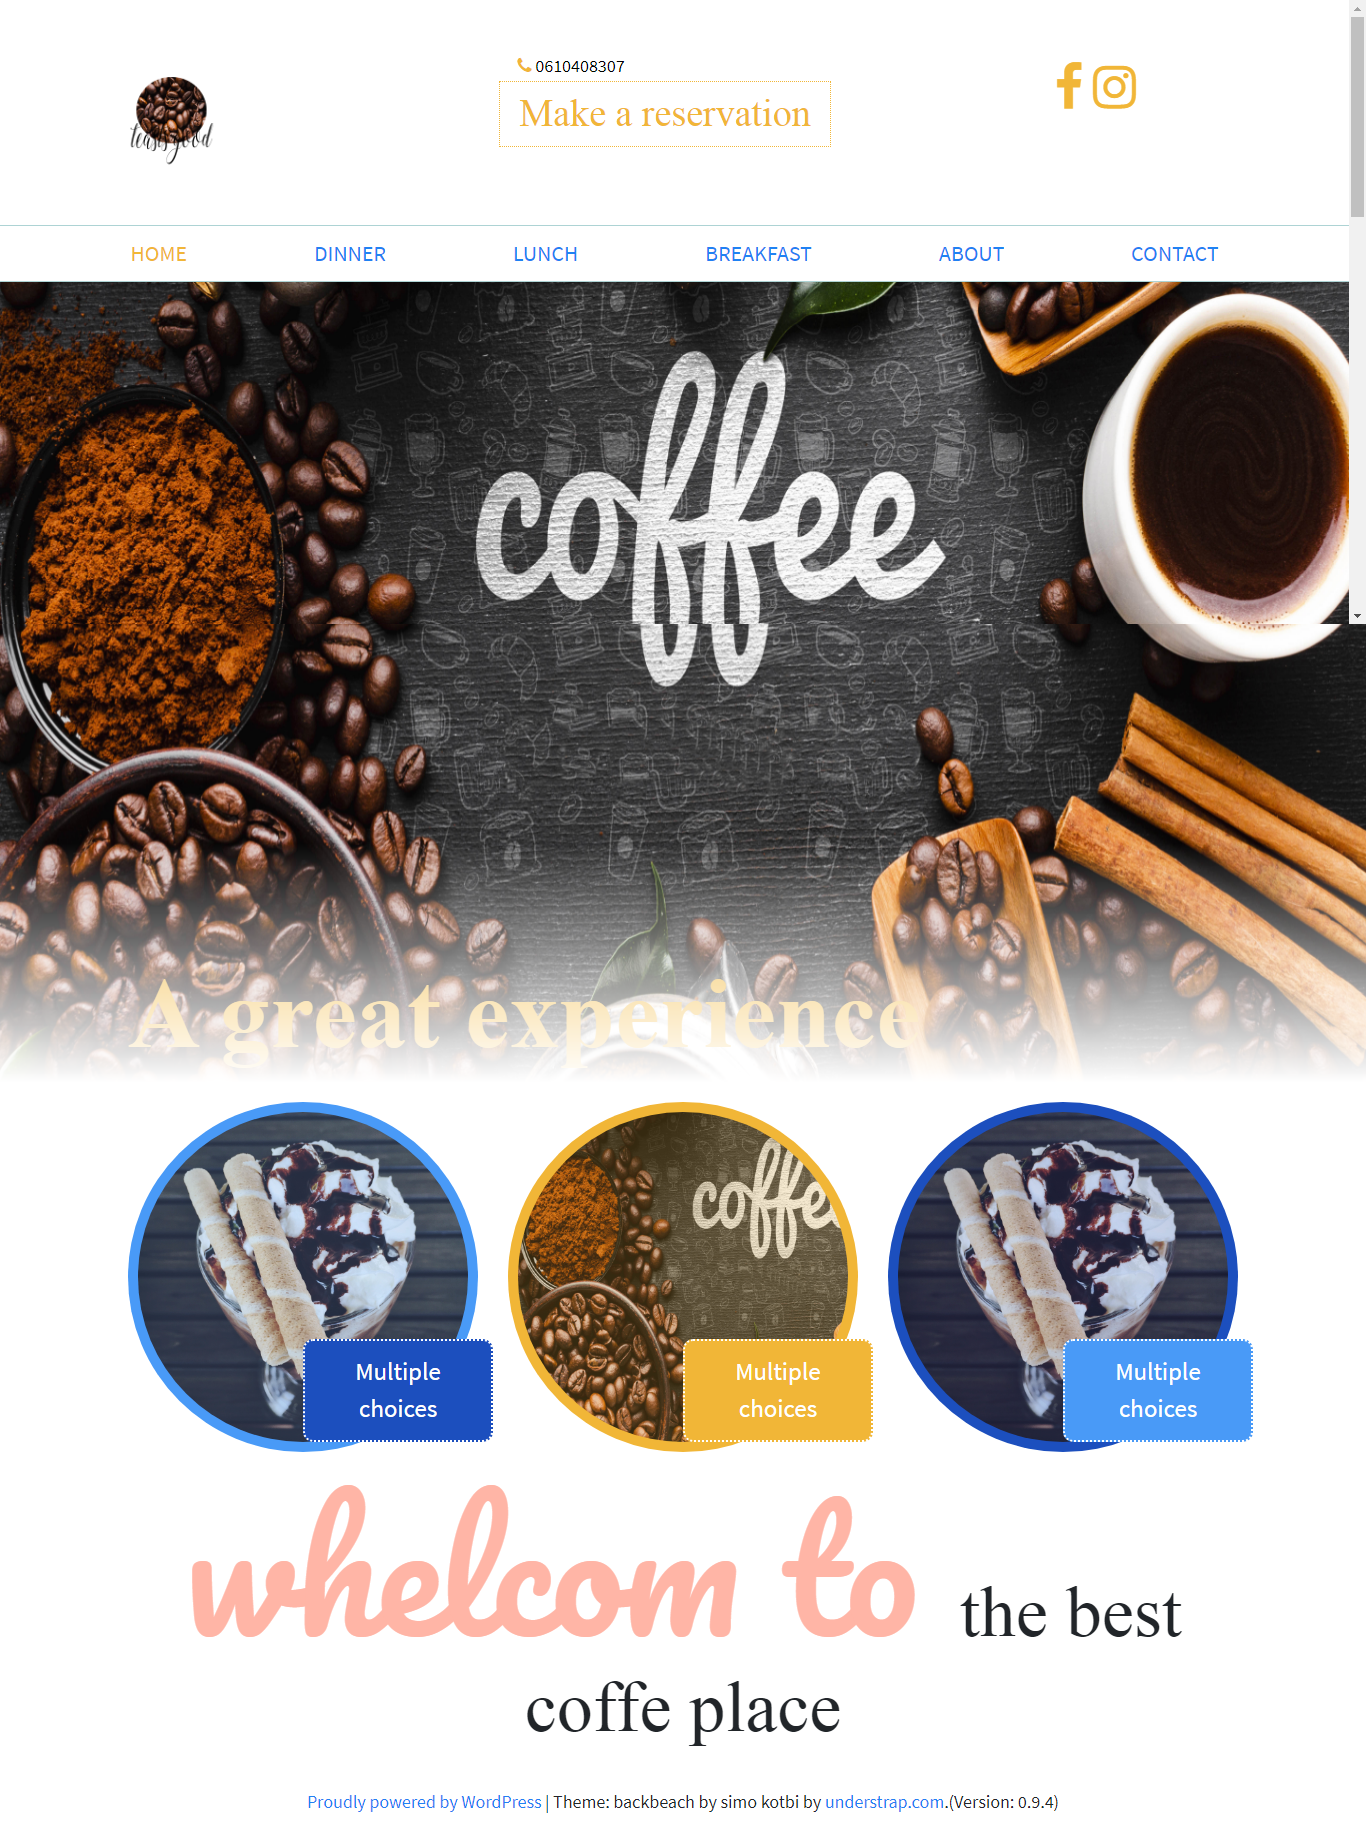 0610408307
Make a reservation
teasisgood
HOME DINNER LUNCH BREAKFAST ABOUT CONTACT
coffee
A great experience
coffe
Multiple
choices
Multiple
choices
Multiple
choices
whelcom to the best
coffe place
Proudly powered by WordPress | Theme: backbeach by simo kotbi by understrap.com.(Version: 0.9.4)